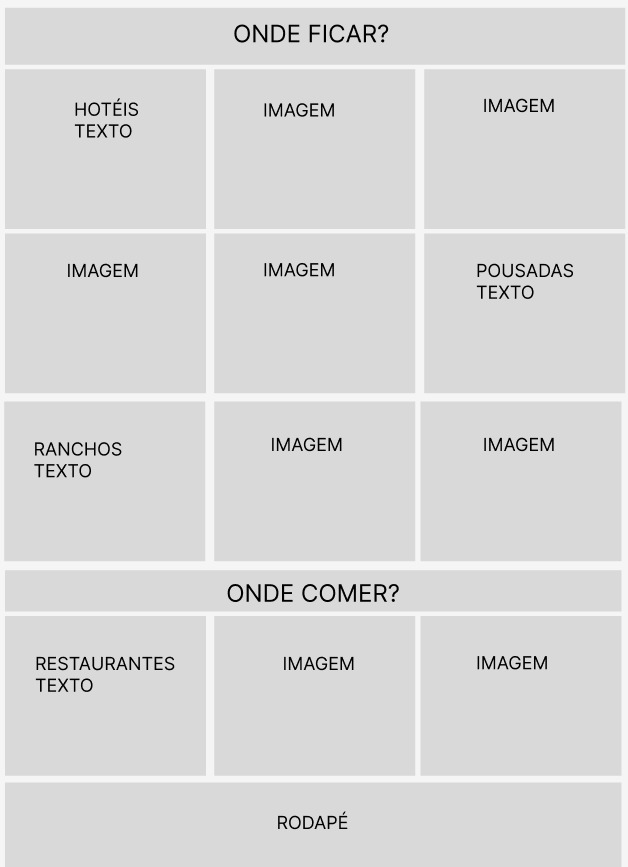 ONDE FICAR?
HOTÉIS
TEXTO
IMAGEM
IMAGEM
IMAGEM
IMAGEM
POUSADAS
TEXTO
RANCHOS
TEXTO
IMAGEM
IMAGEM
ONDE COMER?
RESTAURANTES
TEXTO
IMAGEM
IMAGEM
RODAPÉ